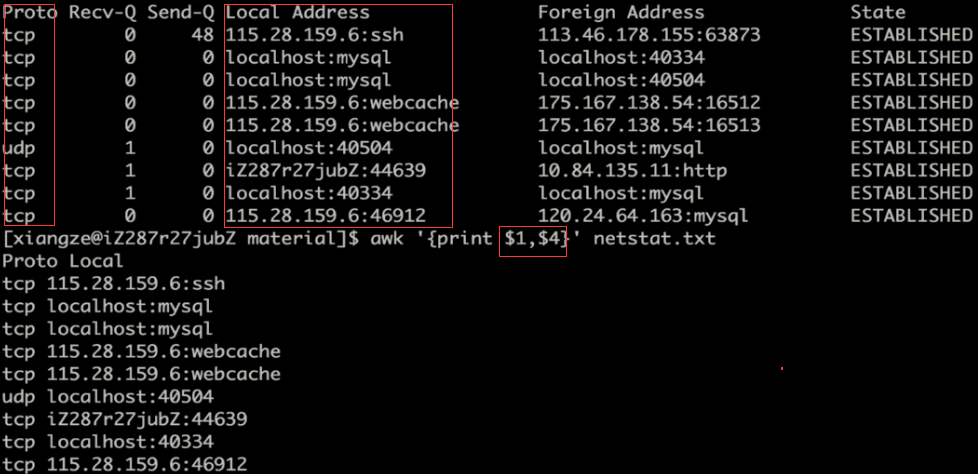 Proto Recv-Q Send-Q Local Address Foreign Address State
tcp 0 48 115.28.159.6:ssh 113.46.178.155:63873 ESTABLISHED
tcp 0 0 localhost:mysql localhost:40334 ESTABLISHED
tcp 0 0 localhost:mysql localhost:40504 ESTABLISHED
tcp 0 0 115.28.159.6:webcache 175.167.138.54:16512 ESTABLISHED
tcp 0 0 115.28.159.6:webcache 175.167.138.54:16513 ESTABLISHED
udp 1 0 localhost:40504 localhost:mysql ESTABLISHED
tcp 1 0 iZ287r27jubZ:44639 10.84.135.11:http ESTABLISHED
tcp 1 0 localhost:40334 localhost:mysql ESTABLISHED
tcp 0 0 115.28.159.6:46912 120.24.64.163:mysql ESTABLISHED
[xiangze@iZ287r27jubZ material]$ awk '{print $1,$4}' netstat.txt
Proto Local
tcp 115.28.159.6:ssh
tcp localhost:mysql
tcp localhost:mysql
tcp 115.28.159.6:webcache
tcp 115.28.159.6:webcache
udp localhost:40504
tcp iZ287r27jubZ:44639
tcp localhost:40334
tcp 115.28.159.6:46912